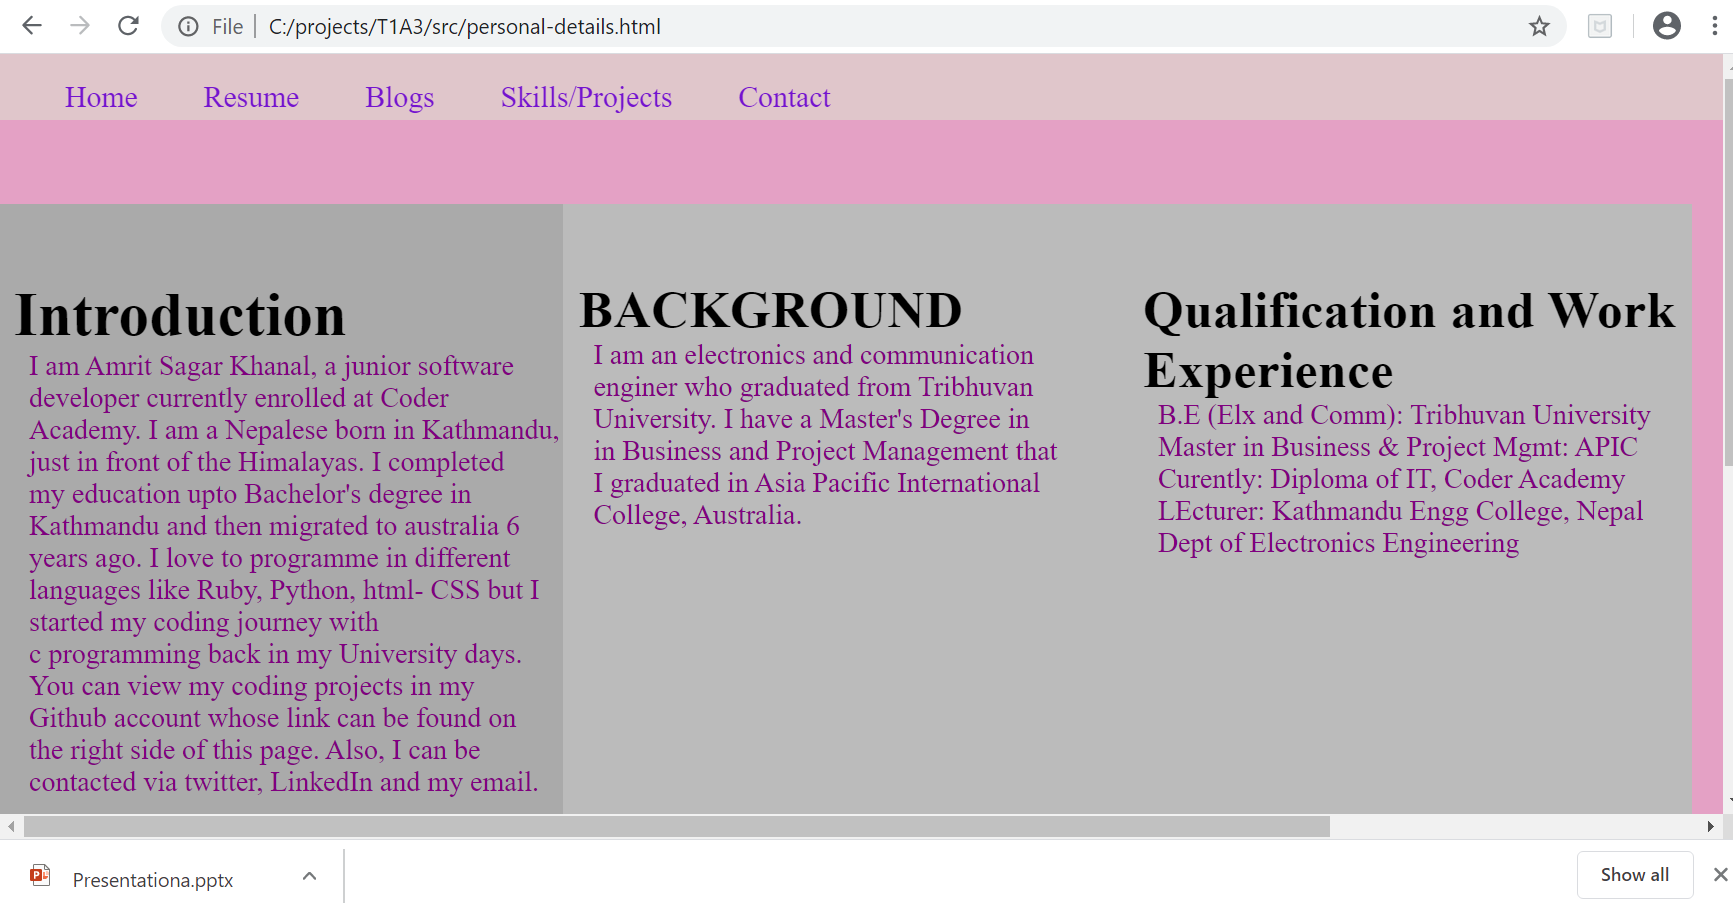 File C:/projects/T1A3/src/personal-details.html
Home Resume Blogs Skills/Projects Contact
Introduction
I am Amrit Sagar Khanal, a junior software
developer currently enrolled at Coder
Academy. I am a Nepalese born in Kathmandu,
just in front of the Himalayas. I completed
my education upto Bachelor's degree in
Kathmandu and then migrated to australia 6
years ago. I love to programme in different
languages like Ruby, Python, html- CSS but I
started my coding journey with
c programming back in my University days.
You can view my coding projects in my
Github account whose link can be found on
the right side of this page. Also, I can be
contacted via twitter, LinkedIn and my email.
BACKGROUND
I am an electronics and communication
enginer who graduated from Tribhuvan
University. I have a Master's Degree in
in Business and Project Management that
I graduated in Asia Pacific International
College, Australia.
Qualification and Work
Experience
B.E (Elx and Comm): Tribhuvan University
Master in Business & Project Mgmt: APIC
Curently: Diploma of IT, Coder Academy
LEcturer: Kathmandu Engg College, Nepal
Dept of Electronics Engineering
Presentationa.pptx
Show all